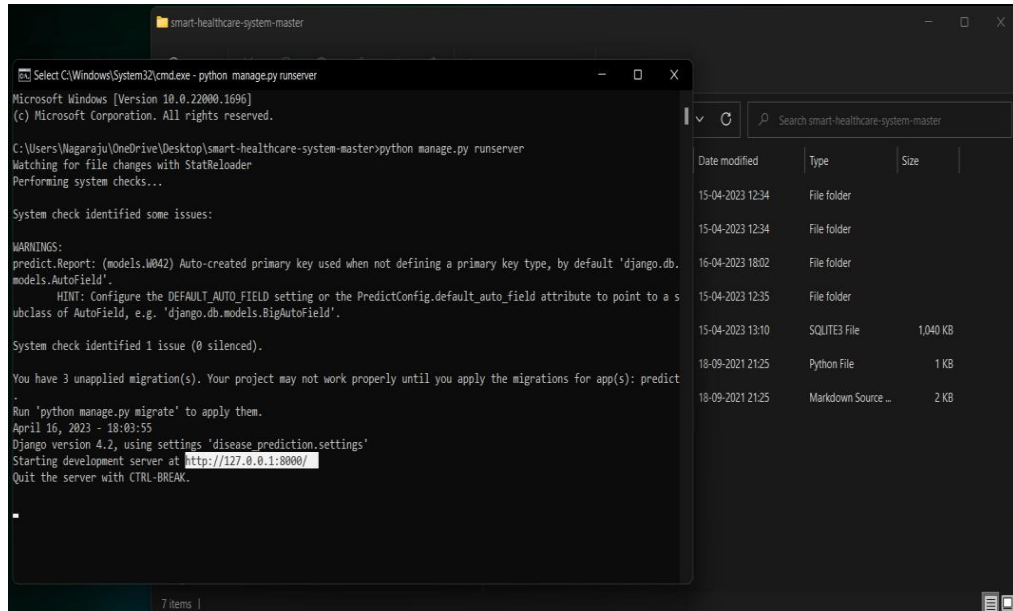 smart-healthcare-system-master
Select C:\Windows\System32\cmd.exe - python manage.py runserver
Microsoft Windows [Version 10.0.22000.1696]
(c) Microsoft Corporation. All rights reserved.
C:\Users\Nagaraju\OneDrive\Desktop\smart-healthcare-system-master>python manage.py runserver
Watching for file changes with StatReloader
Performing system checks...
System check identified some issues:
WARNINGS:
predict.Report: (models.W042) Auto-created primary key used when not defining a primary key type, by default 'django.db.
models.AutoField'.
HINT: Configure the DEFAULT_AUTO_FIELD setting or the PredictConfig.default_auto_field attribute to point to a s
ubclass of AutoField, e.g. 'django.db.models.BigAutoField'.
System check identified 1 issue (0 silenced).
You have 3 unapplied migration(s). Your project may not work properly until you apply the migrations for app(s): predict
.
Run 'python manage.py migrate' to apply them.
April 16, 2023 - 18:03:55
Django version 4.2, using settings 'disease_prediction.settings'
Starting development server at http://127.0.0.1:8000/
Quit the server with CTRL-BREAK.
Search smart-healthcare-system-master
Date modified Type Size
15-04-2023 12:34 File folder
15-04-2023 12:34 File folder
16-04-2023 18:02 File folder
15-04-2023 12:35 File folder
15-04-2023 13:10 SQLITE3 File 1,040 KB
18-09-2021 21:25 Python File 1 KB
18-09-2021 21:25 Markdown Source ... 2 KB
7 items